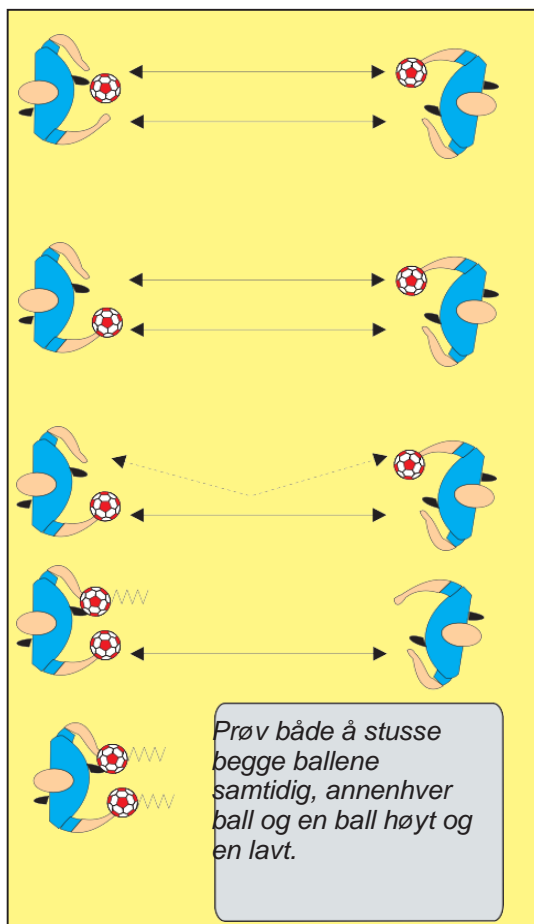 Prøv både å stusse
begge ballene
samtidig, annenhver
ball og en ball høyt og
en lavt.